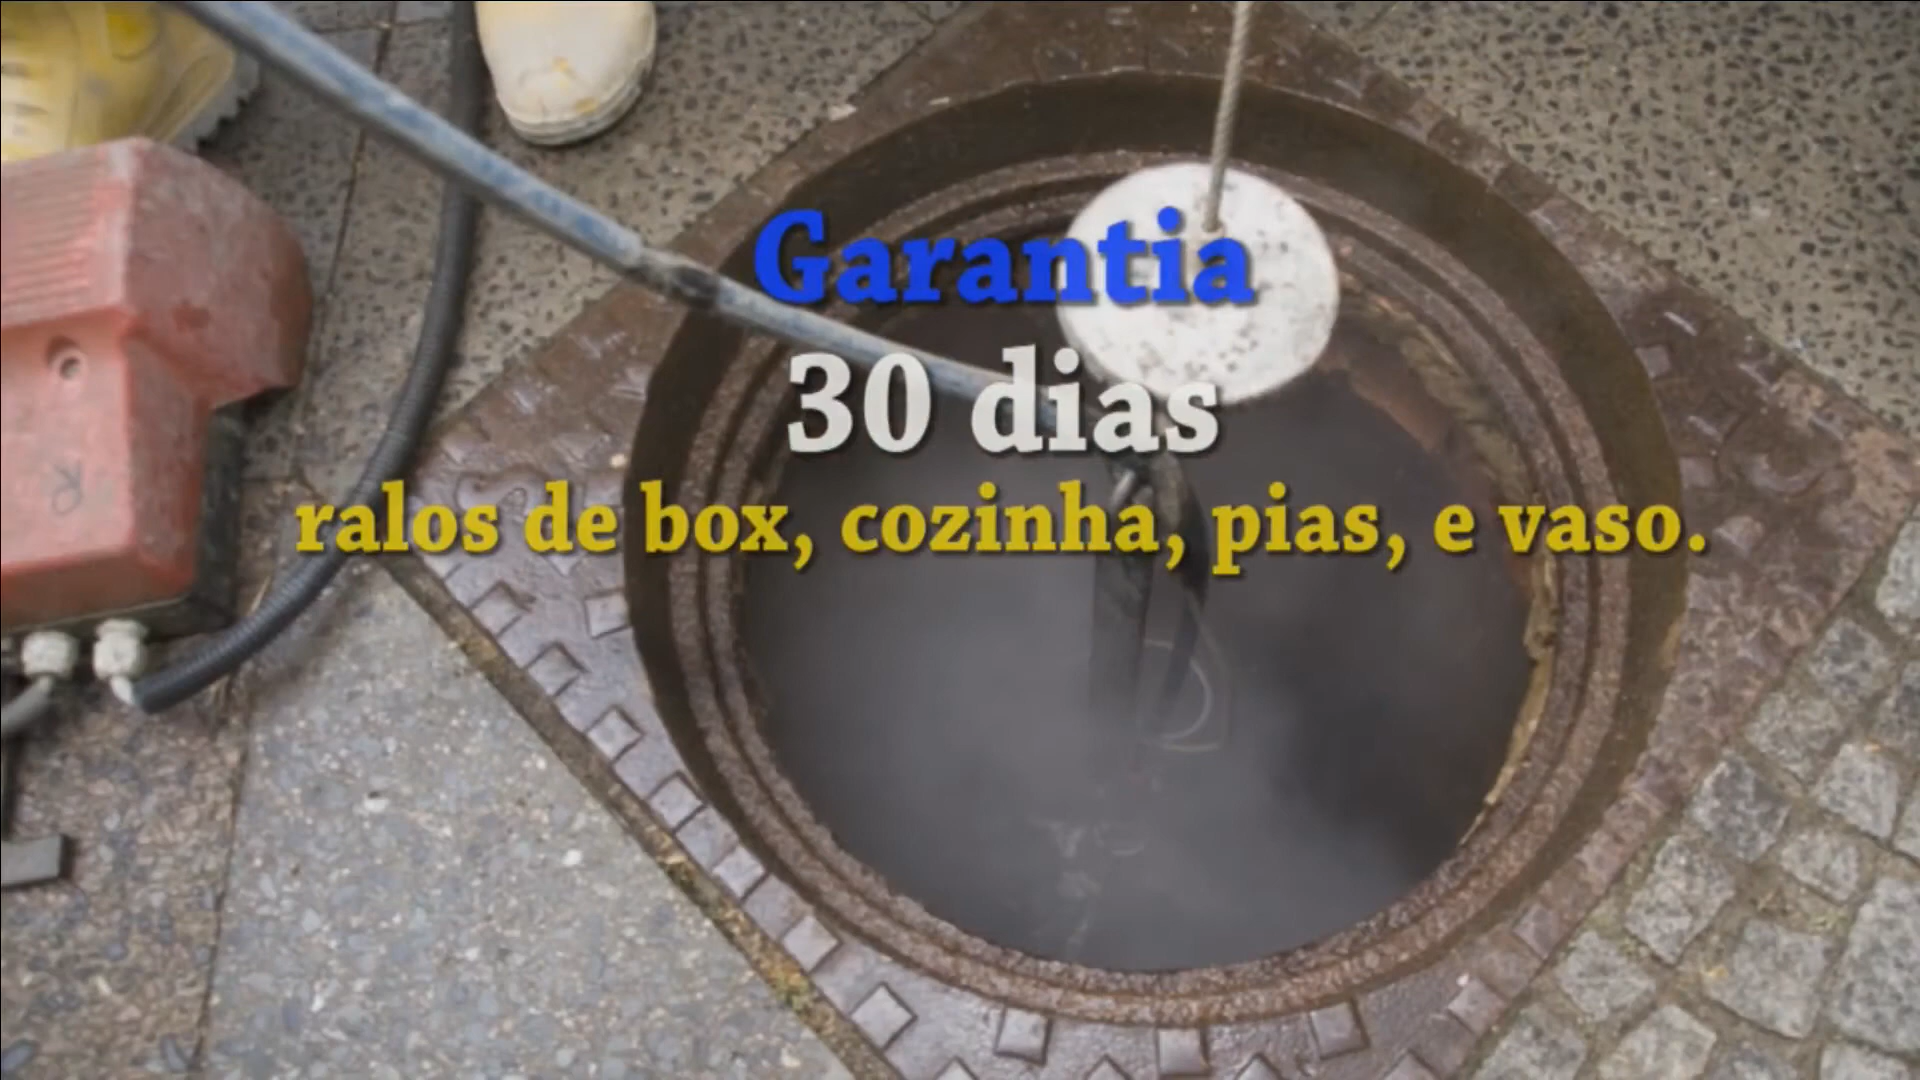 Garantia
30 dias
ralos de box, cozinha, pias, e vaso.